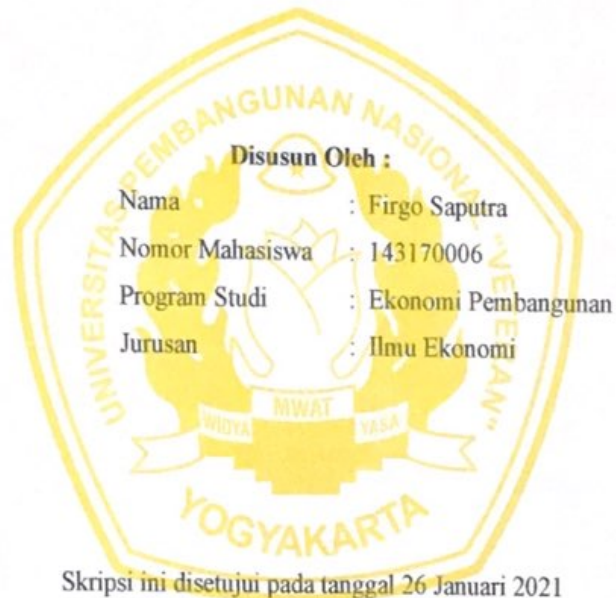 UNIVERSITAS PEMBANGUNAN NASIONAL "VETERAN"
Disusun Oleh :
Nama : Firgo Saputra
Nomor Mahasiswa : 143170006
Program Studi : Ekonomi Pembangunan
Jurusan : Ilmu Ekonomi
WIDYA MWAT YASA
YOGYAKARTA
Skripsi ini disetujui pada tanggal 26 Januari 2021